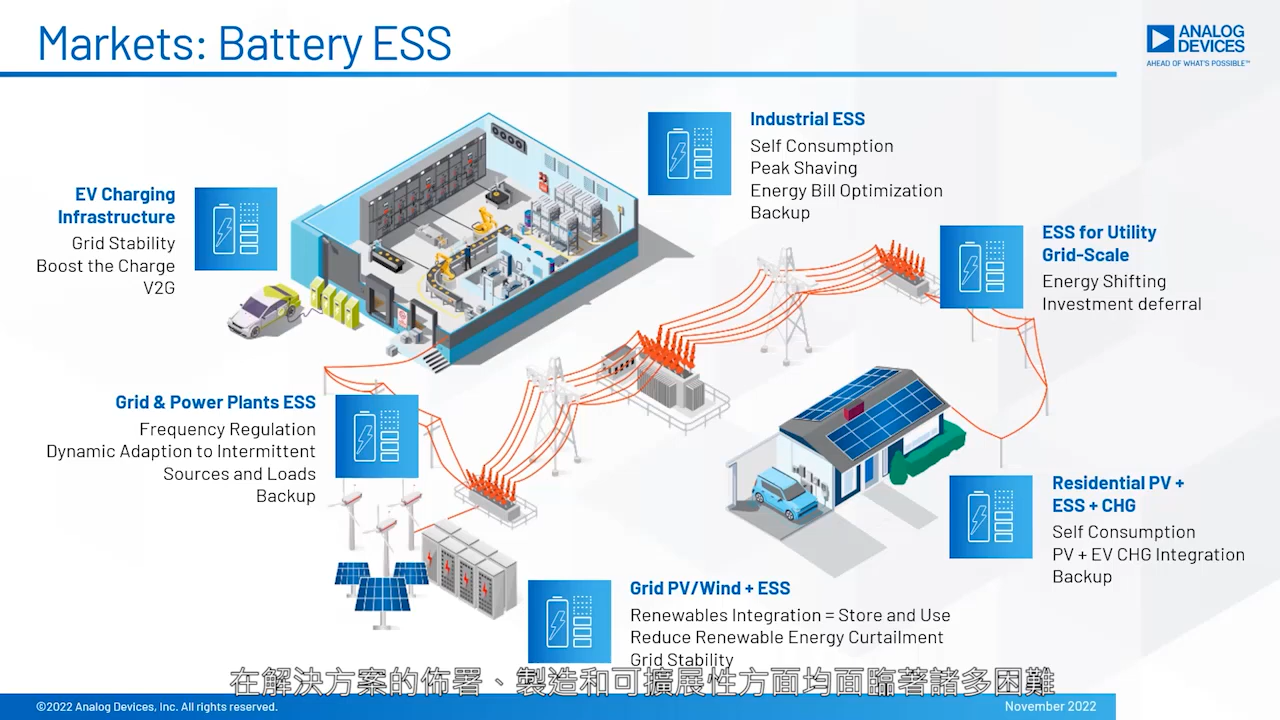 Markets: Battery ESS
ANALOG
DEVICES
AHEAD OF WHAT'S POSSIBLE™
EV Charging
Infrastructure
Grid Stability
Boost the Charge
V2G
Industrial ESS
Self Consumption
Peak Shaving
Energy Bill Optimization
Backup
ESS for Utility
Grid-Scale
Energy Shifting
Investment deferral
Grid & Power Plants ESS
Frequency Regulation
Dynamic Adaption to Intermittent
Sources and Loads
Backup
Residential PV +
ESS + CHG
Self Consumption
PV + EV CHG Integration
Backup
Grid PV/Wind + ESS
Renewables Integration = Store and Use
Reduce Renewable Energy Curtailment
Grid Stability
在解決方案的佈署、製造和可擴展性方面均面臨著諸多困難
©2022 Analog Devices, Inc. All rights reserved.
November 2022